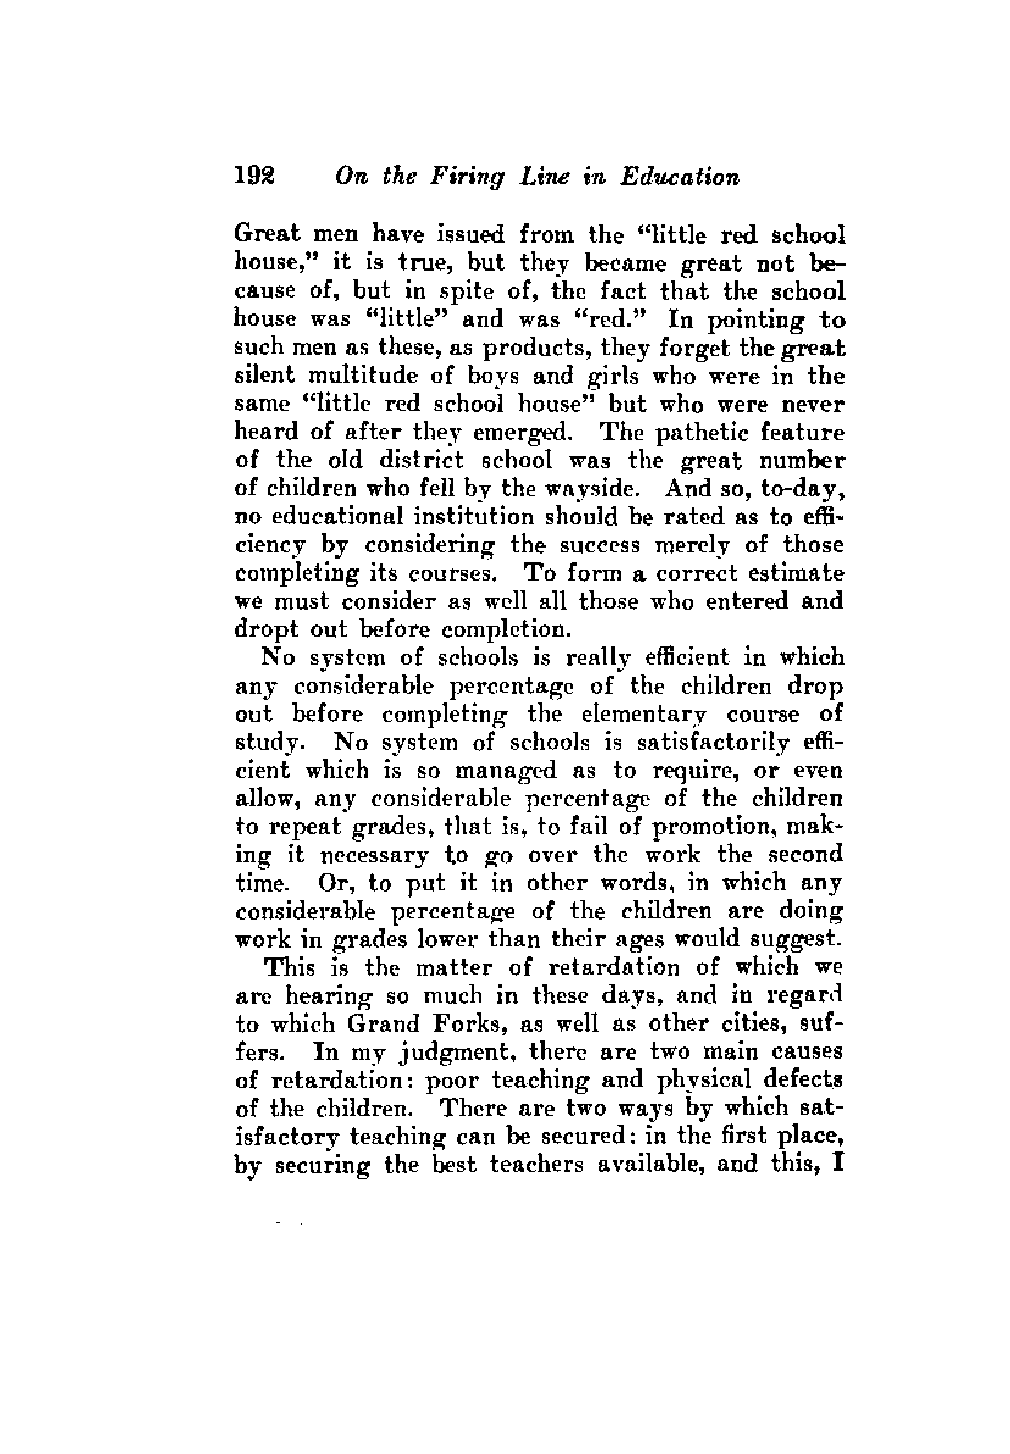 192 On the Firing Line in Education
Great men have issued from the “little red school
house,” it is true, but they became great not be-
cause of, but in spite of, the fact that the school
house was “little” and was “red.” In pointing to
such men as these, as products, they forget the great
silent multitude of boys and girls who were in the
same “little red school house” but who were never
heard of after they emerged. The pathetic feature
of the old district school was the great number
of children who fell by the wayside. And so, to-day,
no educational institution should be rated as to effi-
ciency by considering the success merely of those
completing its courses. To form a correct estimate
we must consider as well all those who entered and
dropt out before completion.
No system of schools is really efficient in which
any considerable percentage of the children drop
out before completing the elementary course of
study. No system of schools is satisfactorily effi-
cient which is so managed as to require, or even
allow, any considerable percentage of the children
to repeat grades, that is, to fail of promotion, mak-
ing it necessary to go over the work the second
time. Or, to put it in other words, in which any
considerable percentage of the children are doing
work in grades lower than their ages would suggest.
This is the matter of retardation of which we
are hearing so much in these days, and in regard
to which Grand Forks, as well as other cities, suf-
fers. In my judgment, there are two main causes
of retardation: poor teaching and physical defects
of the children. There are two ways by which sat-
isfactory teaching can be secured: in the first place,
by securing the best teachers available, and this, I